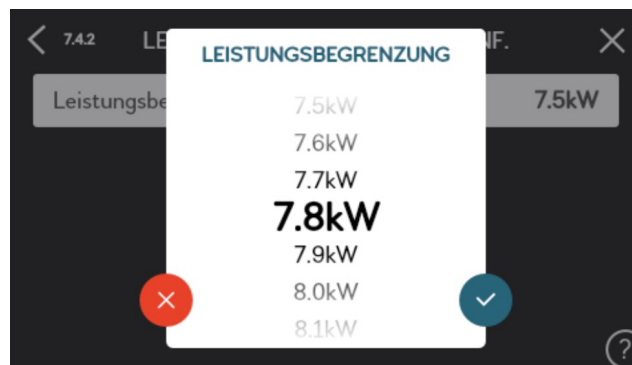 7.4.2 LE NF.
LEISTUNGSBEGRENZUNG
Leistungsbe 7.5kW
7.5kW
7.6kW
7.7kW
7.8kW
7.9kW
8.0kW
8.1kW
?